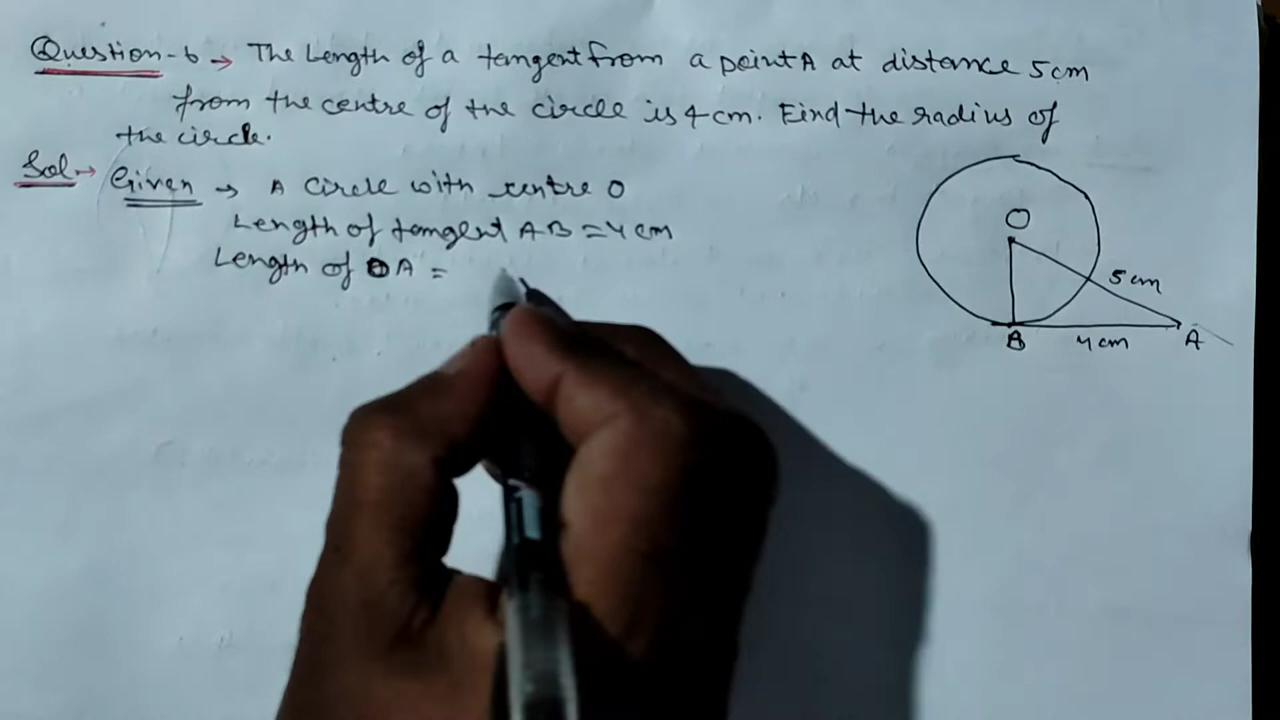 Question-6 → The Length of a tangent from a point A at distance 5cm
from the centre of the circle is 4cm. Find the radius of
the circle.
Sol → Given → A Circle with centre O
Length of tangent AB = 4cm
Length of OA =
O
5cm
B 4cm A